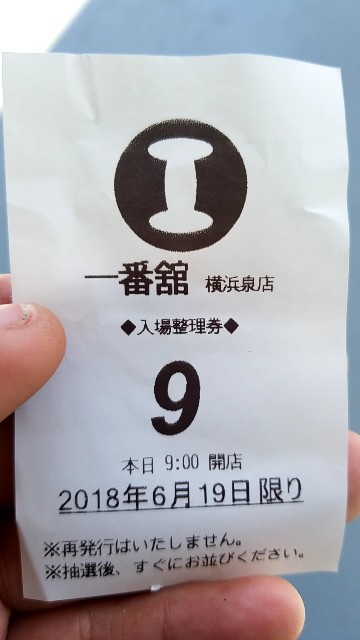 一番舘 横浜泉店
◆入場整理券◆
9
本日 9:00 開店
2018年6月19日限り
※再発行はいたしません。
※抽選後、すぐにお並びください。